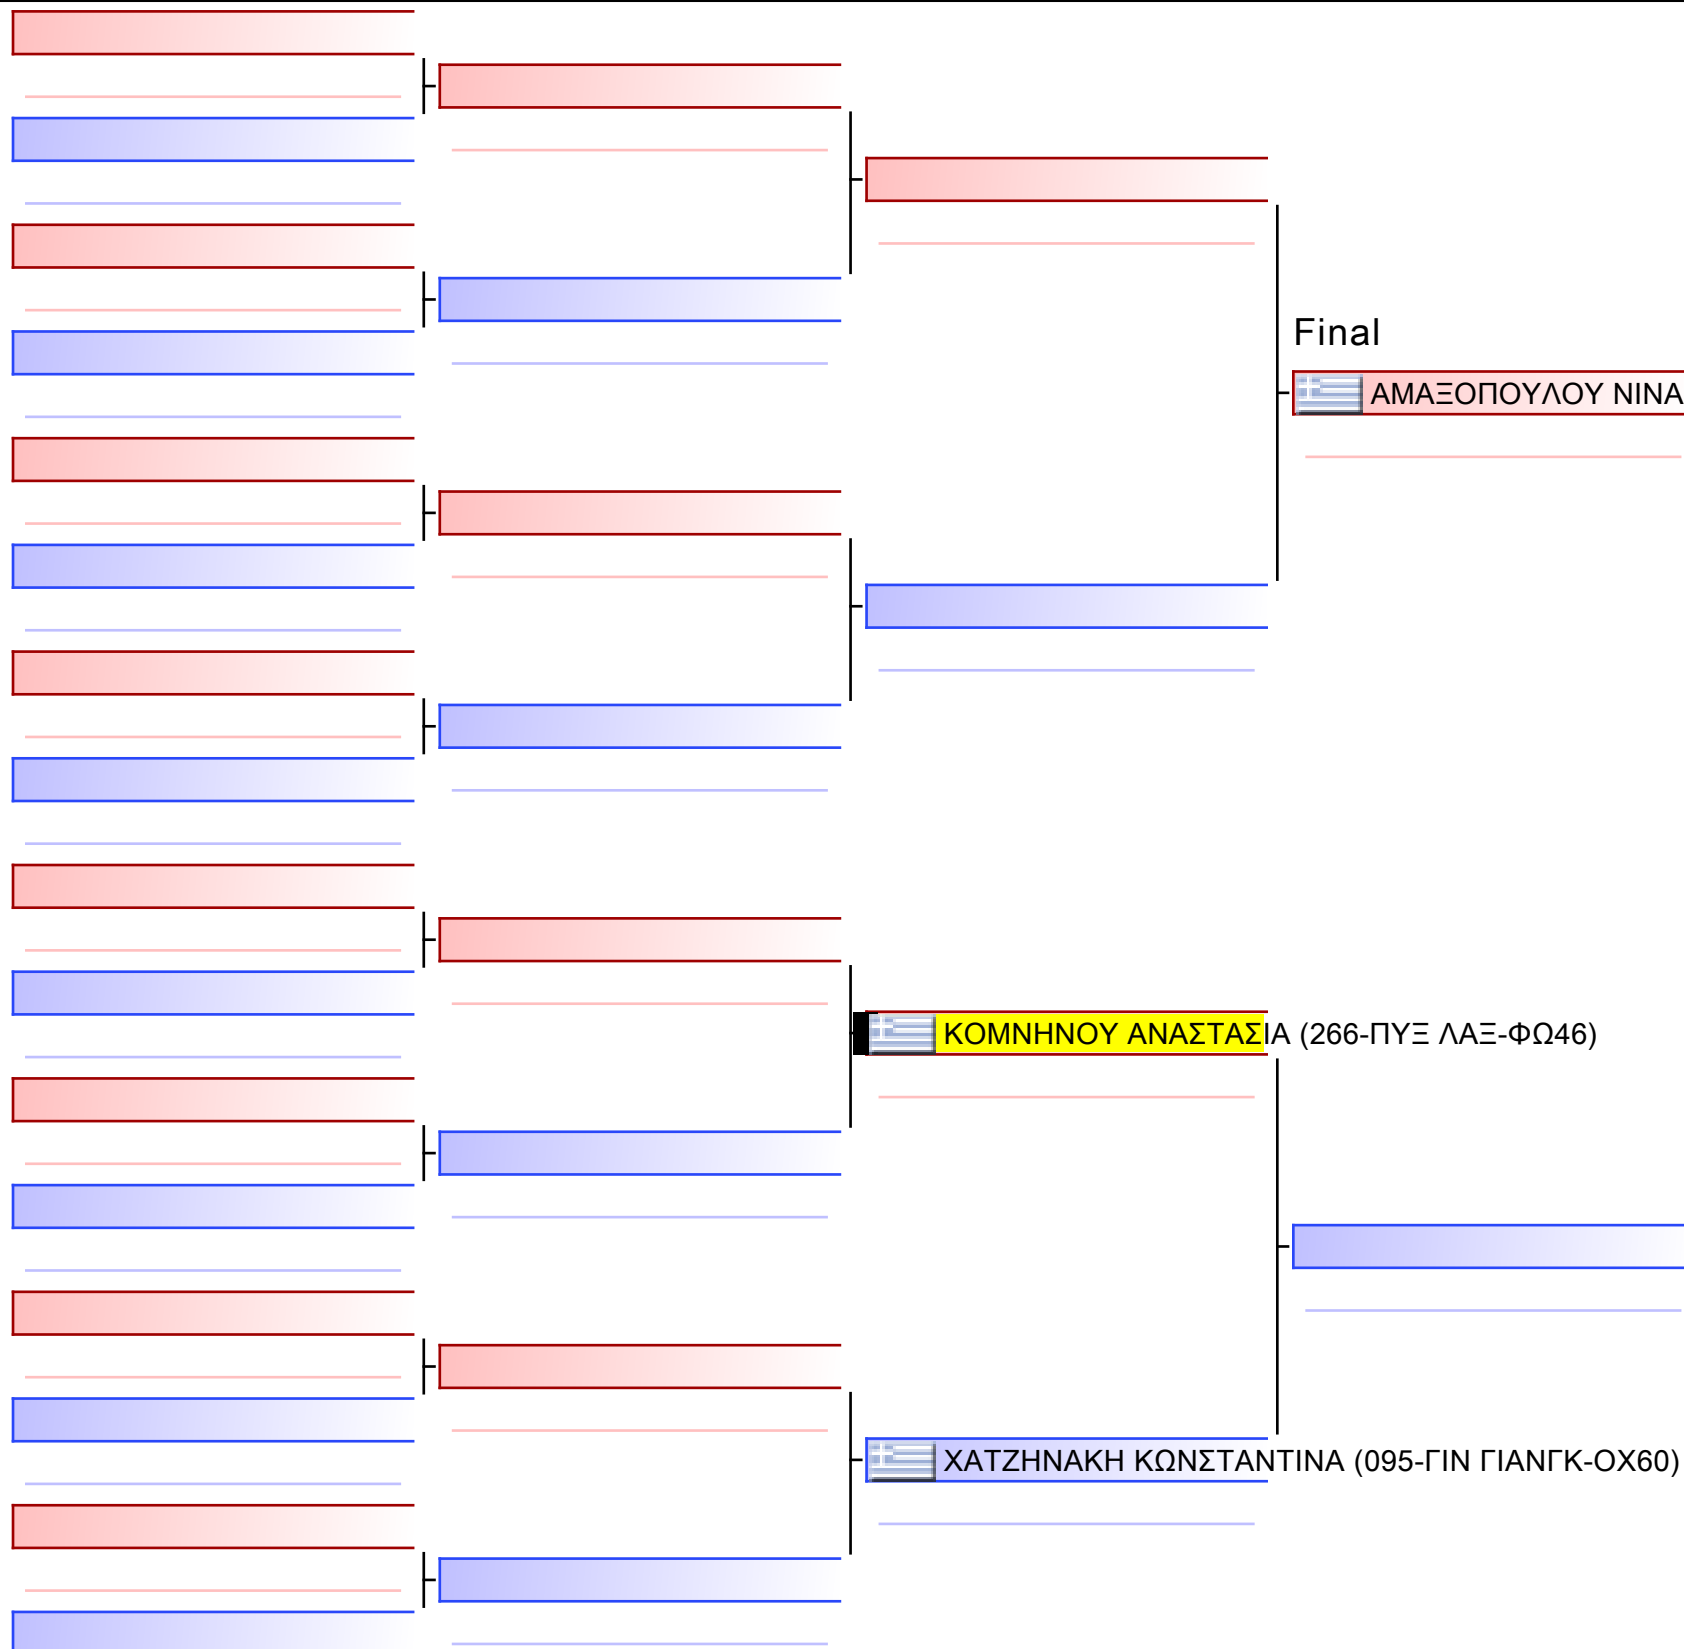 Final
ΑΜΑΞΟΠΟΥΛΟΥ ΝΙΝΑ
ΚΟΜΝΗΝΟΥ ΑΝΑΣΤΑΣΙΑ (266-ΠΥΞ ΛΑΞ-ΦΩ46)
ΧΑΤΖΗΝΑΚΗ ΚΩΝΣΤΑΝΤΙΝΑ (095-ΓΙΝ ΓΙΑΝΓΚ-ΟΧ60)